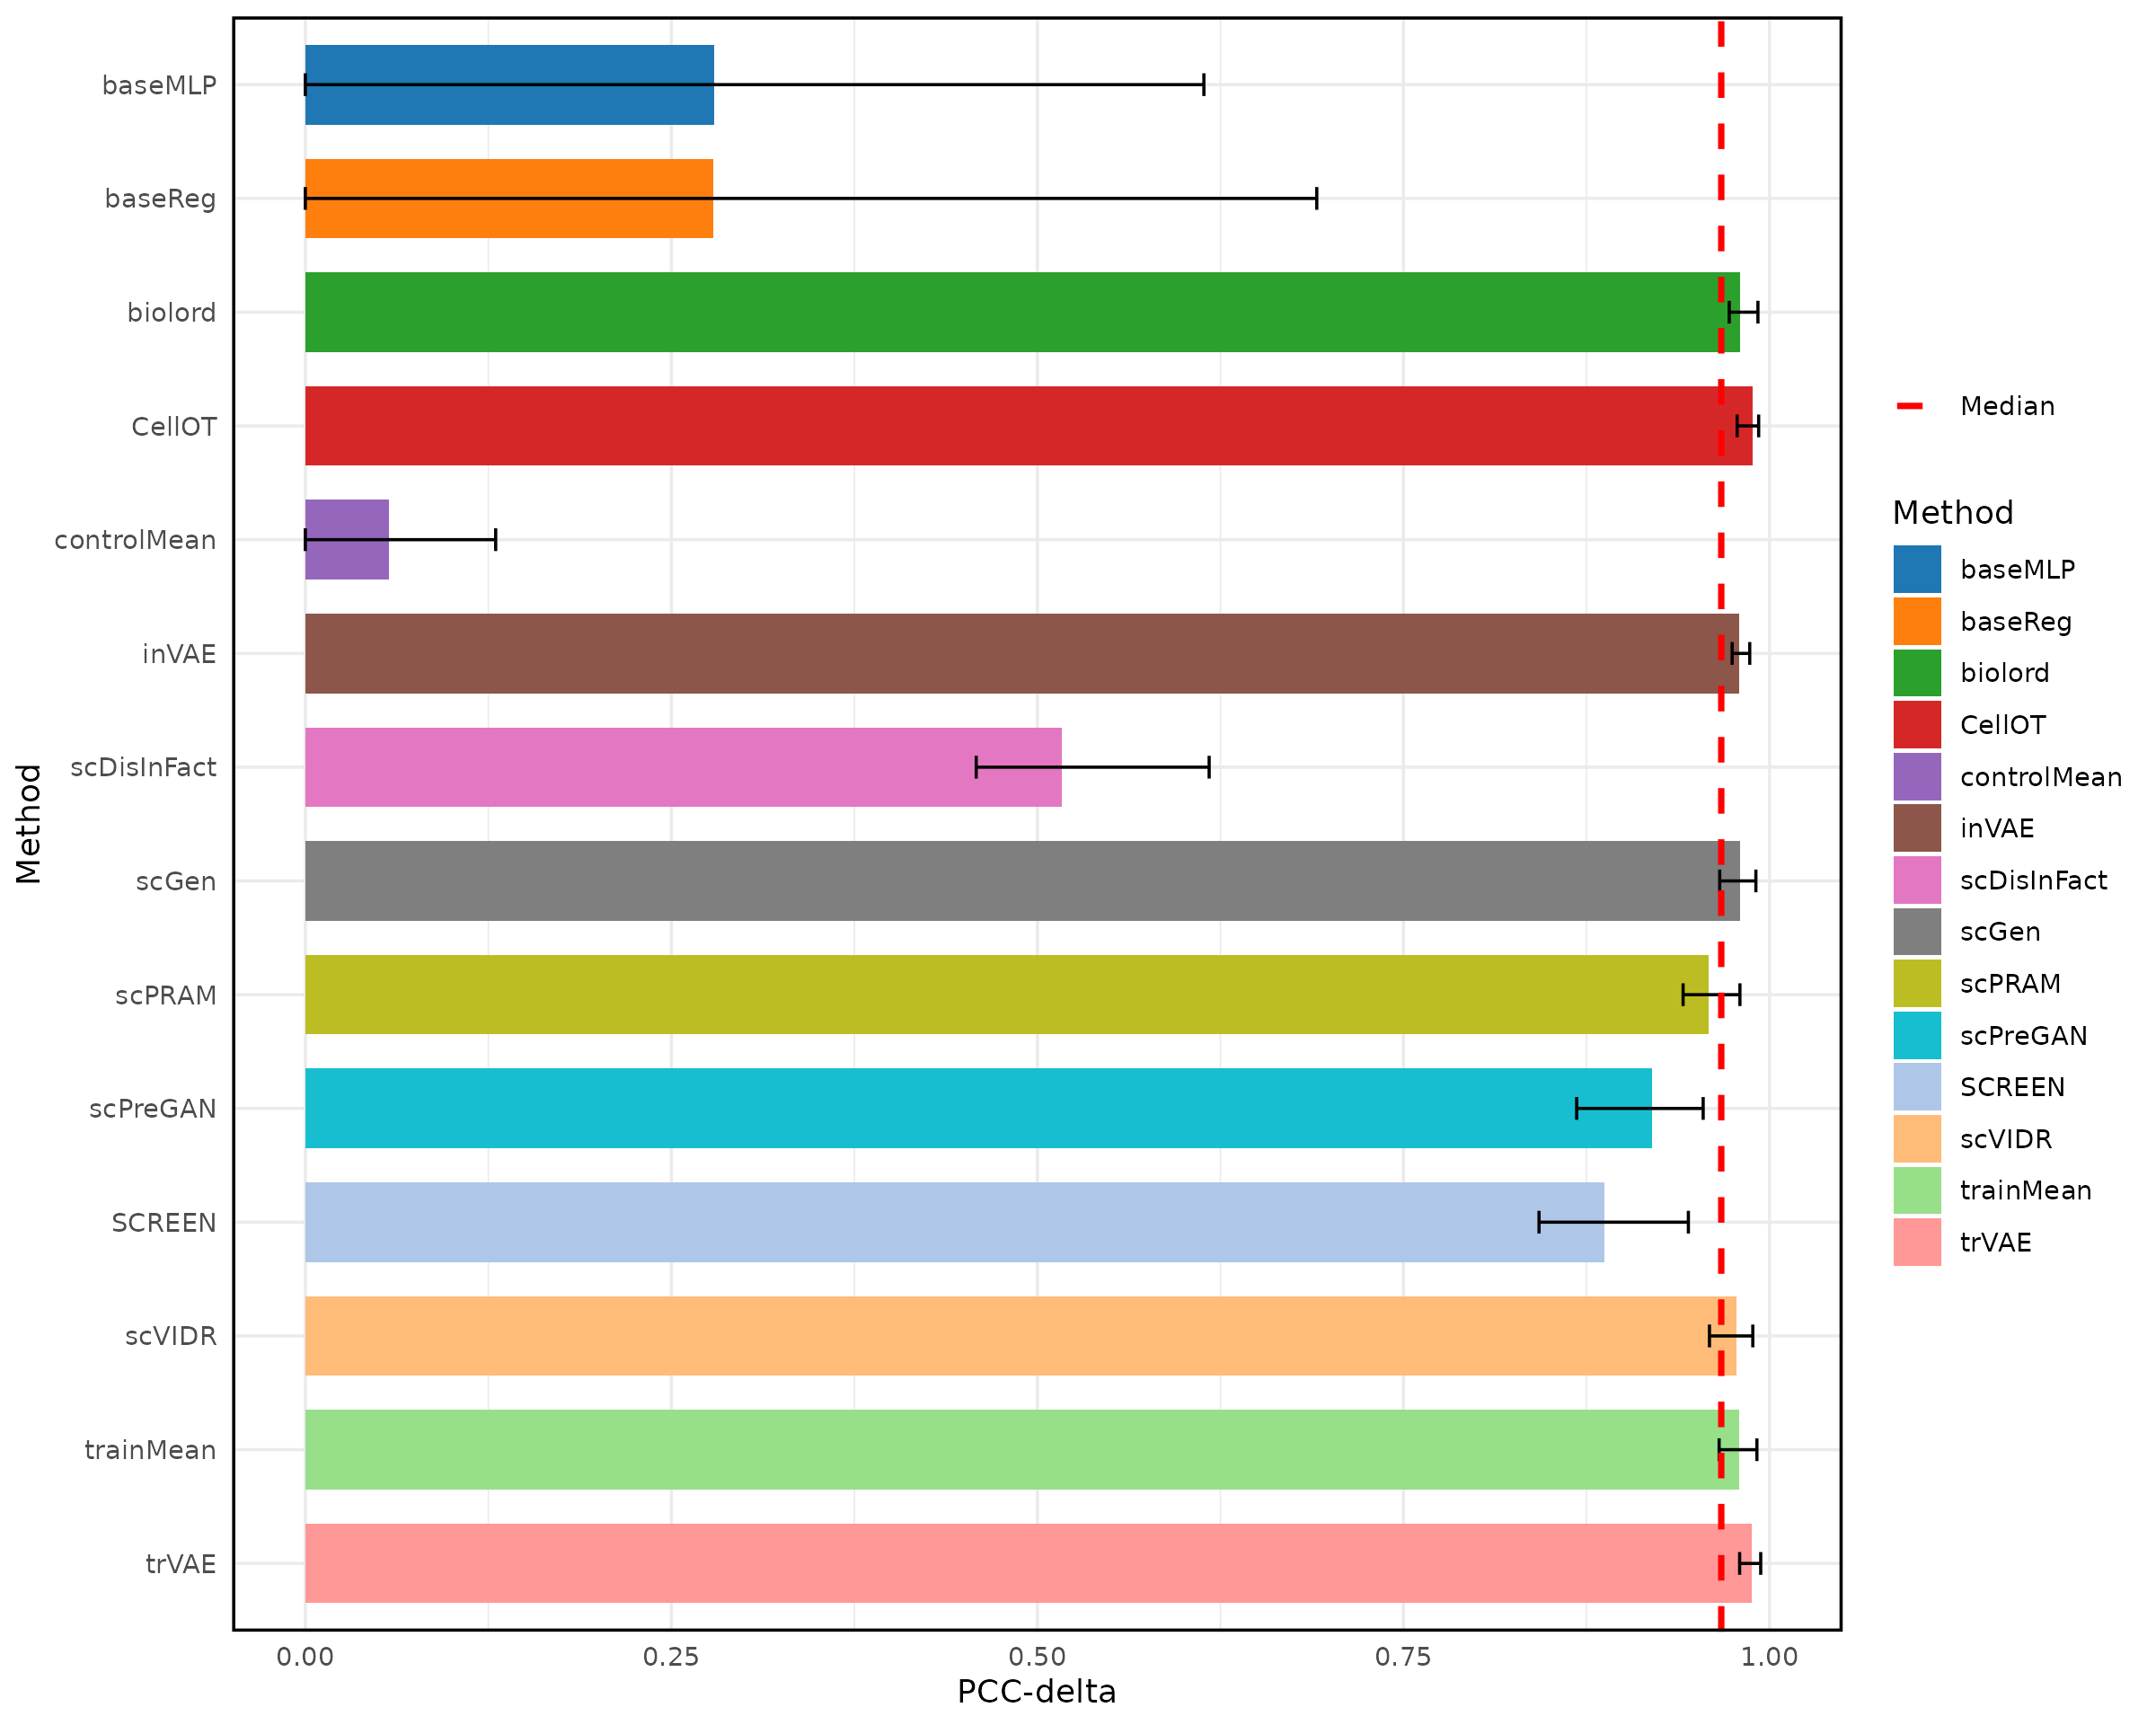 baseMLP
baseReg
biolord
CellOT
controlMean
inVAE
scDisInFact
scGen
scPRAM
scPreGAN
SCREEN
scVIDR
trainMean
trVAE
Method
0.00 0.25 0.50 0.75 1.00
PCC-delta
Median
Method
baseMLP
baseReg
biolord
CellOT
controlMean
inVAE
scDisInFact
scGen
scPRAM
scPreGAN
SCREEN
scVIDR
trainMean
trVAE